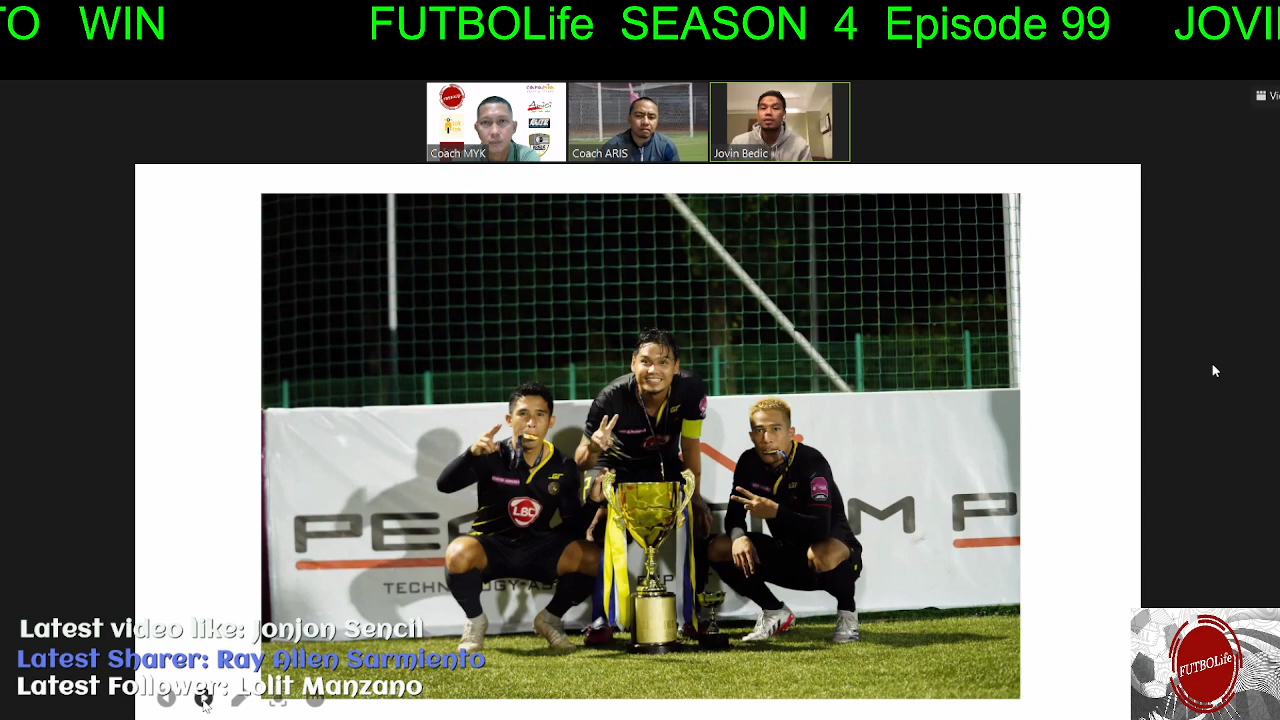 TO WIN FUTBOLife SEASON 4 Episode 99 JOVI
Coach MYK
Coach ARIS
Jovin Bedic
LBC
TECHNOLOGY-AS
Latest video like: Jonjon Sencil
Latest Sharer: Ray Allen Sarmiento
Latest Follower: Lolit Manzano
FUTBOLife